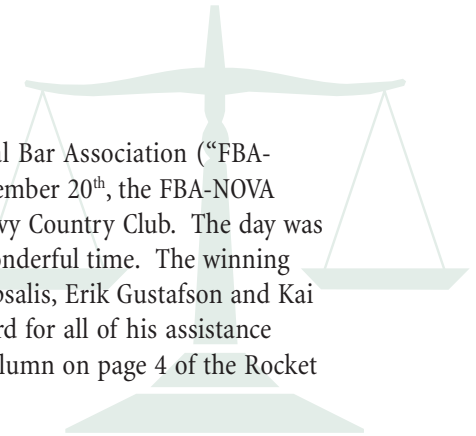 al Bar Association (“FBA-
ember 20th, the FBA-NOVA
vy Country Club. The day was
onderful time. The winning
osalis, Erik Gustafson and Kai
rd for all of his assistance
olumn on page 4 of the Rocket